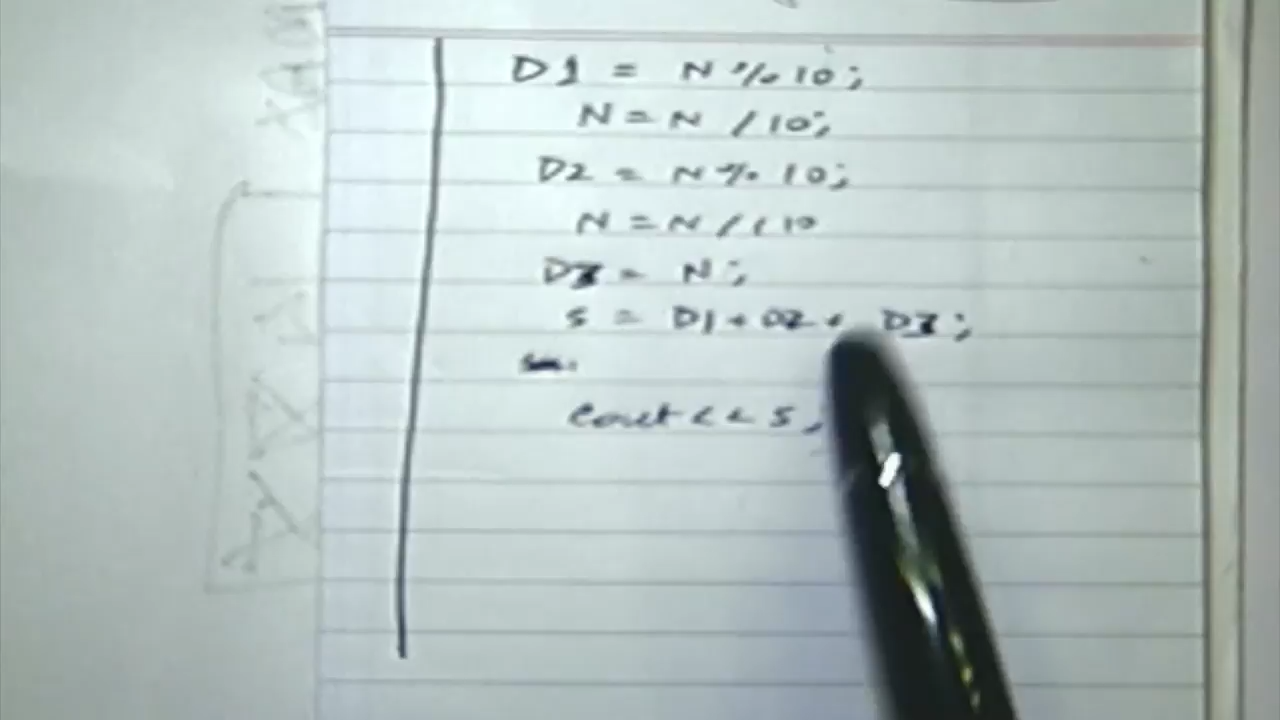 D1 = N % 10;
N = N / 10;
D2 = N % 10;
N = N / 10
D3 = N;
S = D1 + D2 + D3;
cout << S;